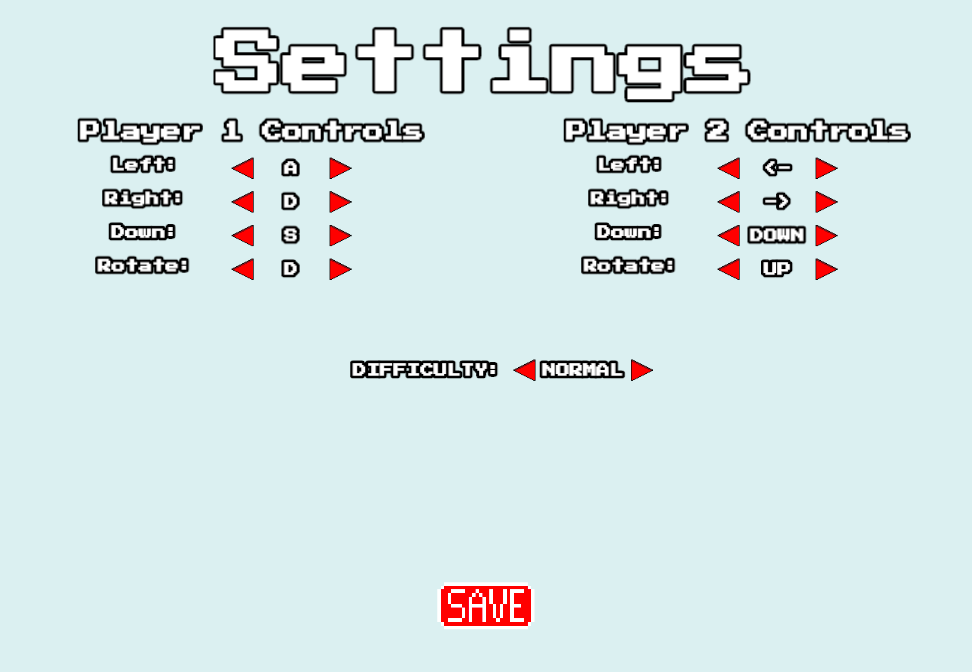 Settings
Player 1 Controls
Left: A
Right: D
Down: S
Rotate: D
Player 2 Controls
Left: <-
Right: ->
Down: DOWN
Rotate: UP
DIFFICULTY: NORMAL
SAVE